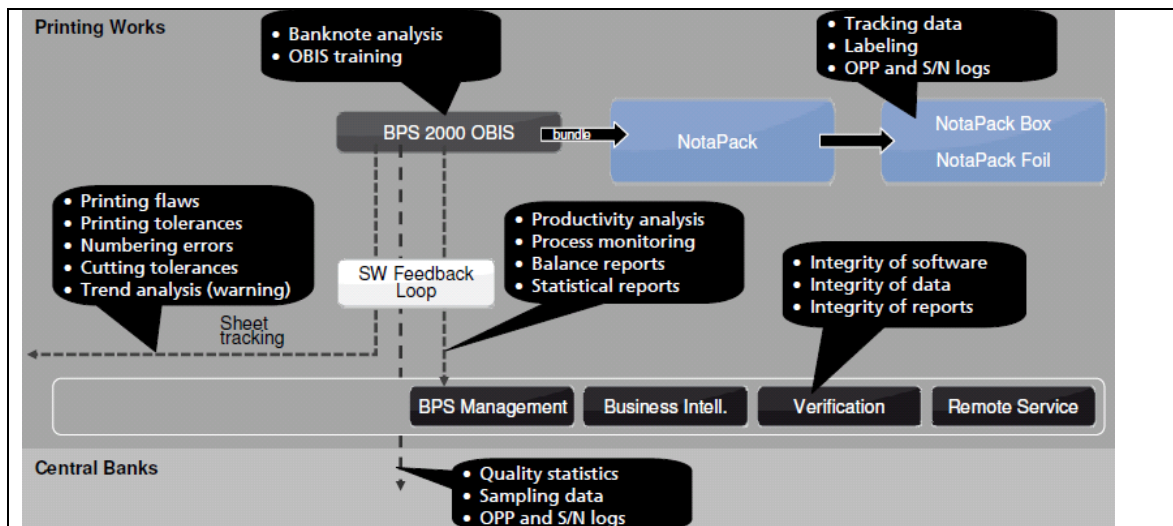 Printing Works
• Banknote analysis
• OBIS training
• Tracking data
• Labeling
• OPP and S/N logs
BPS 2000 OBIS
bundle
NotaPack
NotaPack Box
NotaPack Foil
• Printing flaws
• Printing tolerances
• Numbering errors
• Cutting tolerances
• Trend analysis (warning)
SW Feedback
Loop
• Productivity analysis
• Process monitoring
• Balance reports
• Statistical reports
• Integrity of software
• Integrity of data
• Integrity of reports
Sheet
tracking
BPS Management
Business Intell.
Verification
Remote Service
Central Banks
• Quality statistics
• Sampling data
• OPP and S/N logs